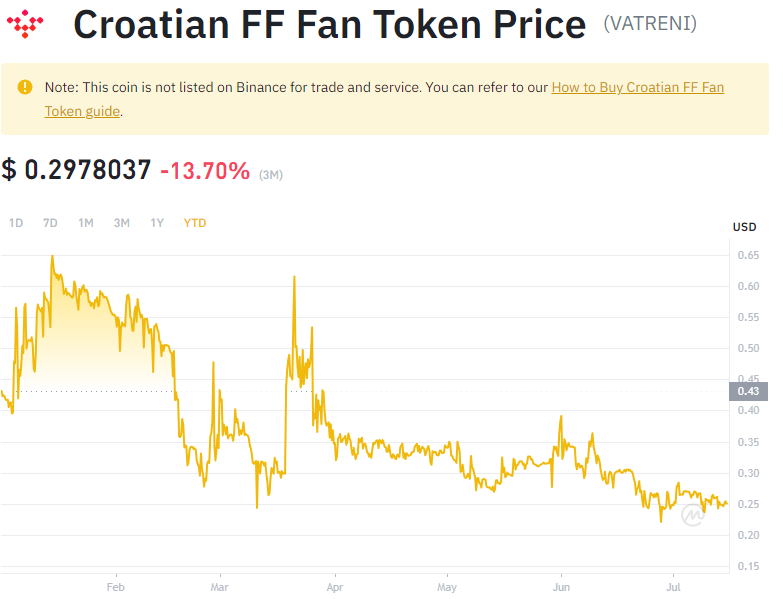 Croatian FF Fan Token Price (VATRENI)
Note: This coin is not listed on Binance for trade and service. You can refer to our How to Buy Croatian FF Fan
Token guide.
$ 0.2978037 -13.70% (3M)
1D 7D 1M 3M 1Y YTD
USD
0.65
0.60
0.55
0.50
0.45
0.43
0.40
0.35
0.30
0.25
0.20
0.15
Feb Mar Apr May Jun Jul